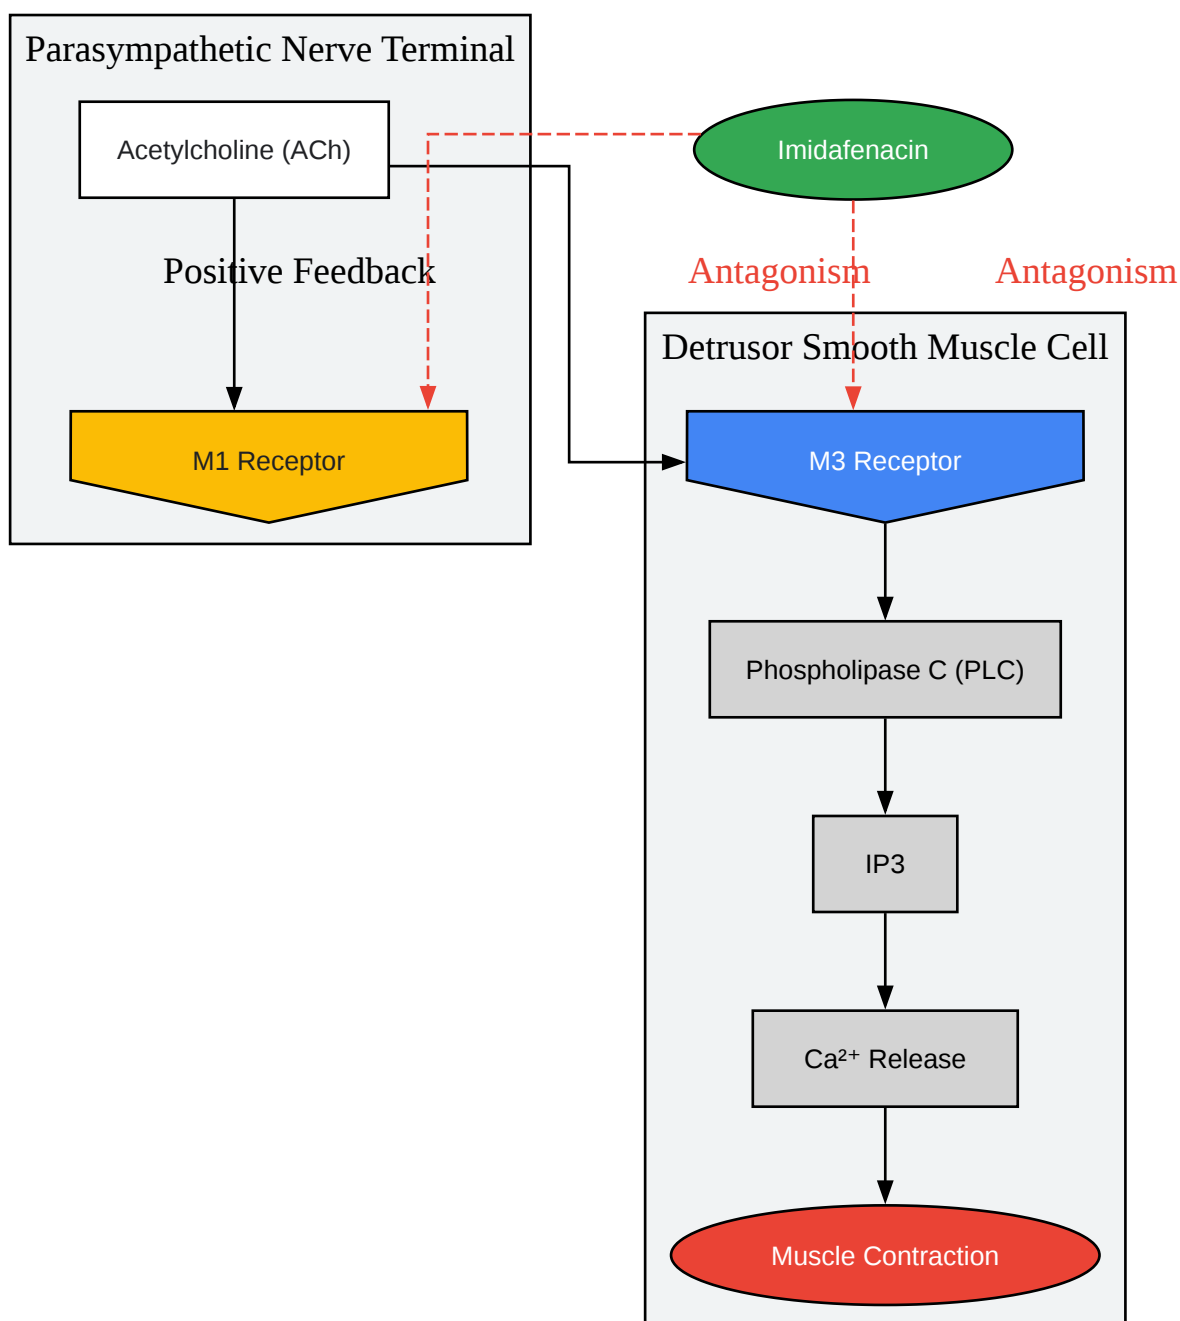 Parasympathetic Nerve Terminal
Acetylcholine (ACh)
Imidafenacin
Positive Feedback
Antagonism
Antagonism
Detrusor Smooth Muscle Cell
M1 Receptor
M3 Receptor
Phospholipase C (PLC)
IP3
Ca²⁺ Release
Muscle Contraction